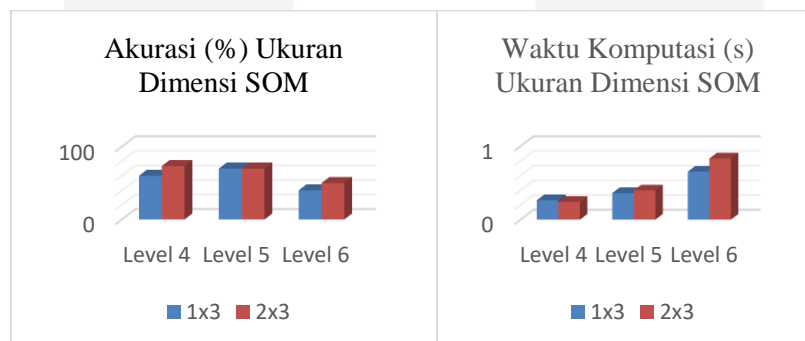 Akurasi (%) Ukuran
Dimensi SOM
100
0
Level 4 Level 5 Level 6
1x3 2x3
Waktu Komputasi (s)
Ukuran Dimensi SOM
1
0
Level 4 Level 5 Level 6
1x3 2x3